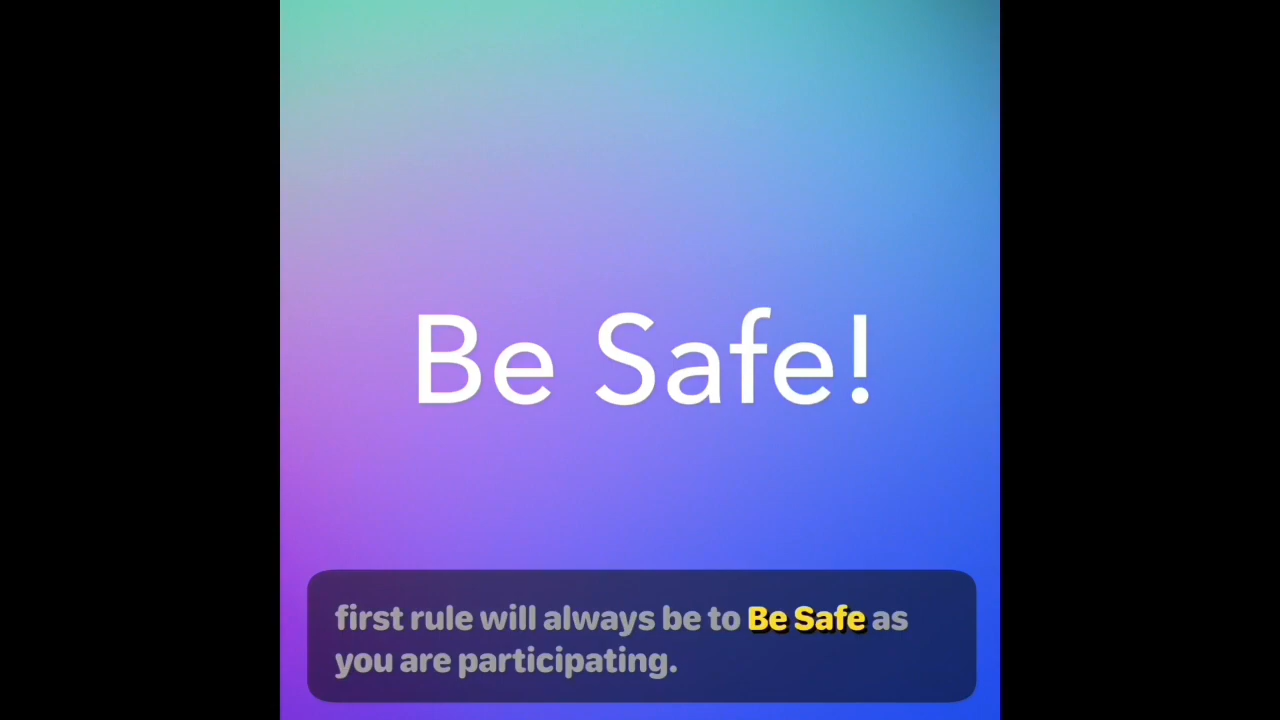 Be Safe!
first rule will always be to Be Safe as
you are participating.